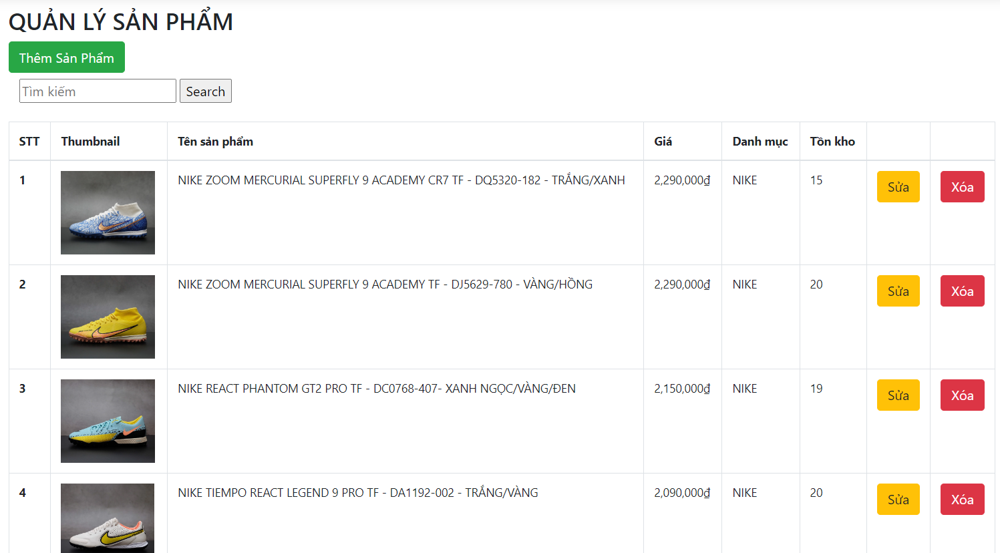 QUẢN LÝ SẢN PHẨM
Thêm Sản Phẩm
Tìm kiếm Search
STT Thumbnail Tên sản phẩm Giá Danh mục Tồn kho
1 NIKE ZOOM MERCURIAL SUPERFLY 9 ACADEMY CR7 TF - DQ5320-182 - TRẮNG/XANH 2,290,000₫ NIKE 15 Sửa Xóa
2 NIKE ZOOM MERCURIAL SUPERFLY 9 ACADEMY TF - DJ5629-780 - VÀNG/HỒNG 2,290,000₫ NIKE 20 Sửa Xóa
3 NIKE REACT PHANTOM GT2 PRO TF - DC0768-407- XANH NGỌC/VÀNG/ĐEN 2,150,000₫ NIKE 19 Sửa Xóa
4 NIKE TIEMPO REACT LEGEND 9 PRO TF - DA1192-002 - TRẮNG/VÀNG 2,090,000₫ NIKE 20 Sửa Xóa